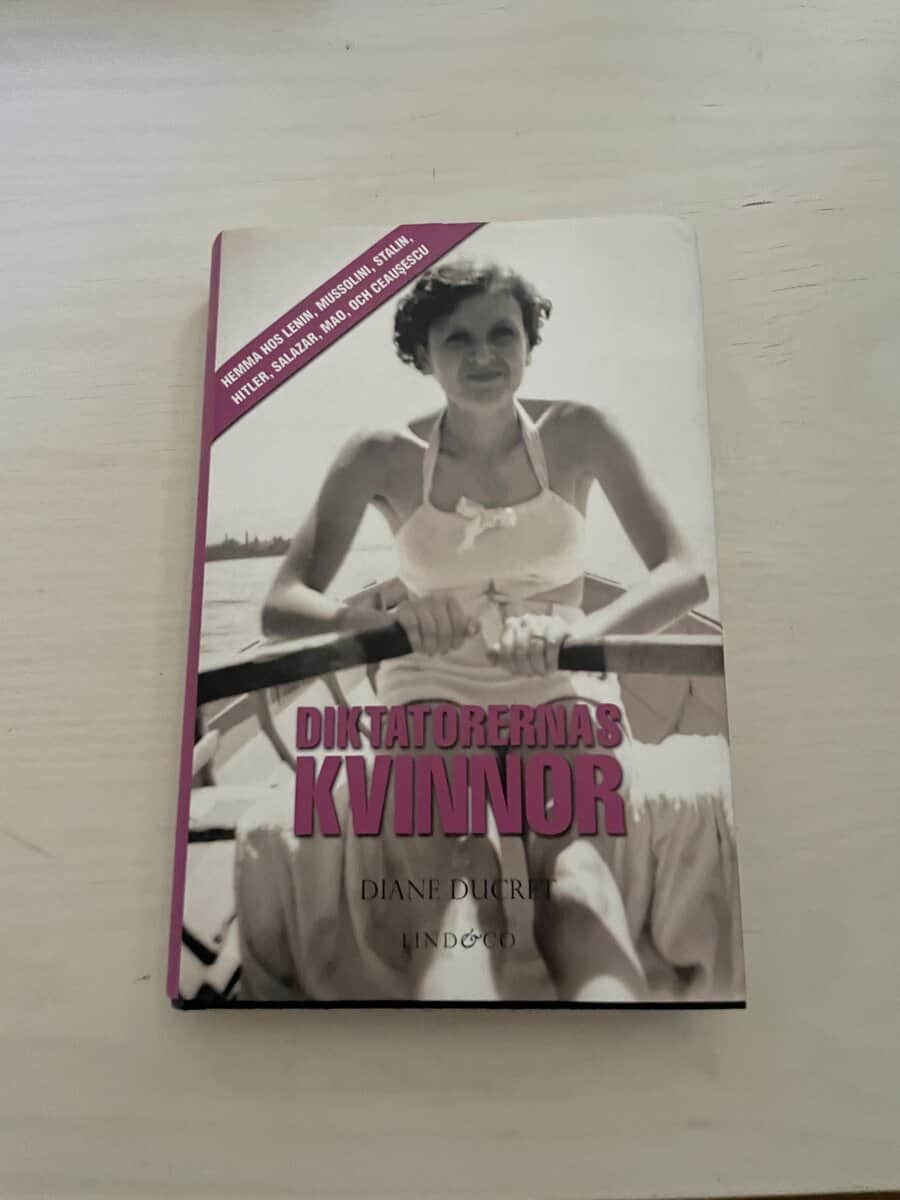 HEMMA HOS LENIN, MUSSOLINI, STALIN,
HITLER, SALAZAR, MAO, OCH CEAUȘESCU
DIKTATORERNAS
KVINNOR
DIANE DUCRET
LIND&CO